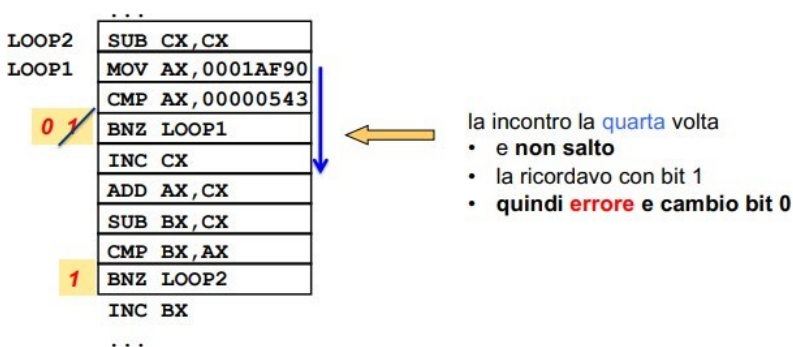 ...
LOOP2 SUB CX,CX
LOOP1 MOV AX,0001AF90
CMP AX,00000543
0 1 BNZ LOOP1
INC CX
ADD AX,CX
SUB BX,CX
CMP BX,AX
1 BNZ LOOP2
INC BX
...
la incontro la quarta volta
• e non salto
• la ricordavo con bit 1
• quindi errore e cambio bit 0